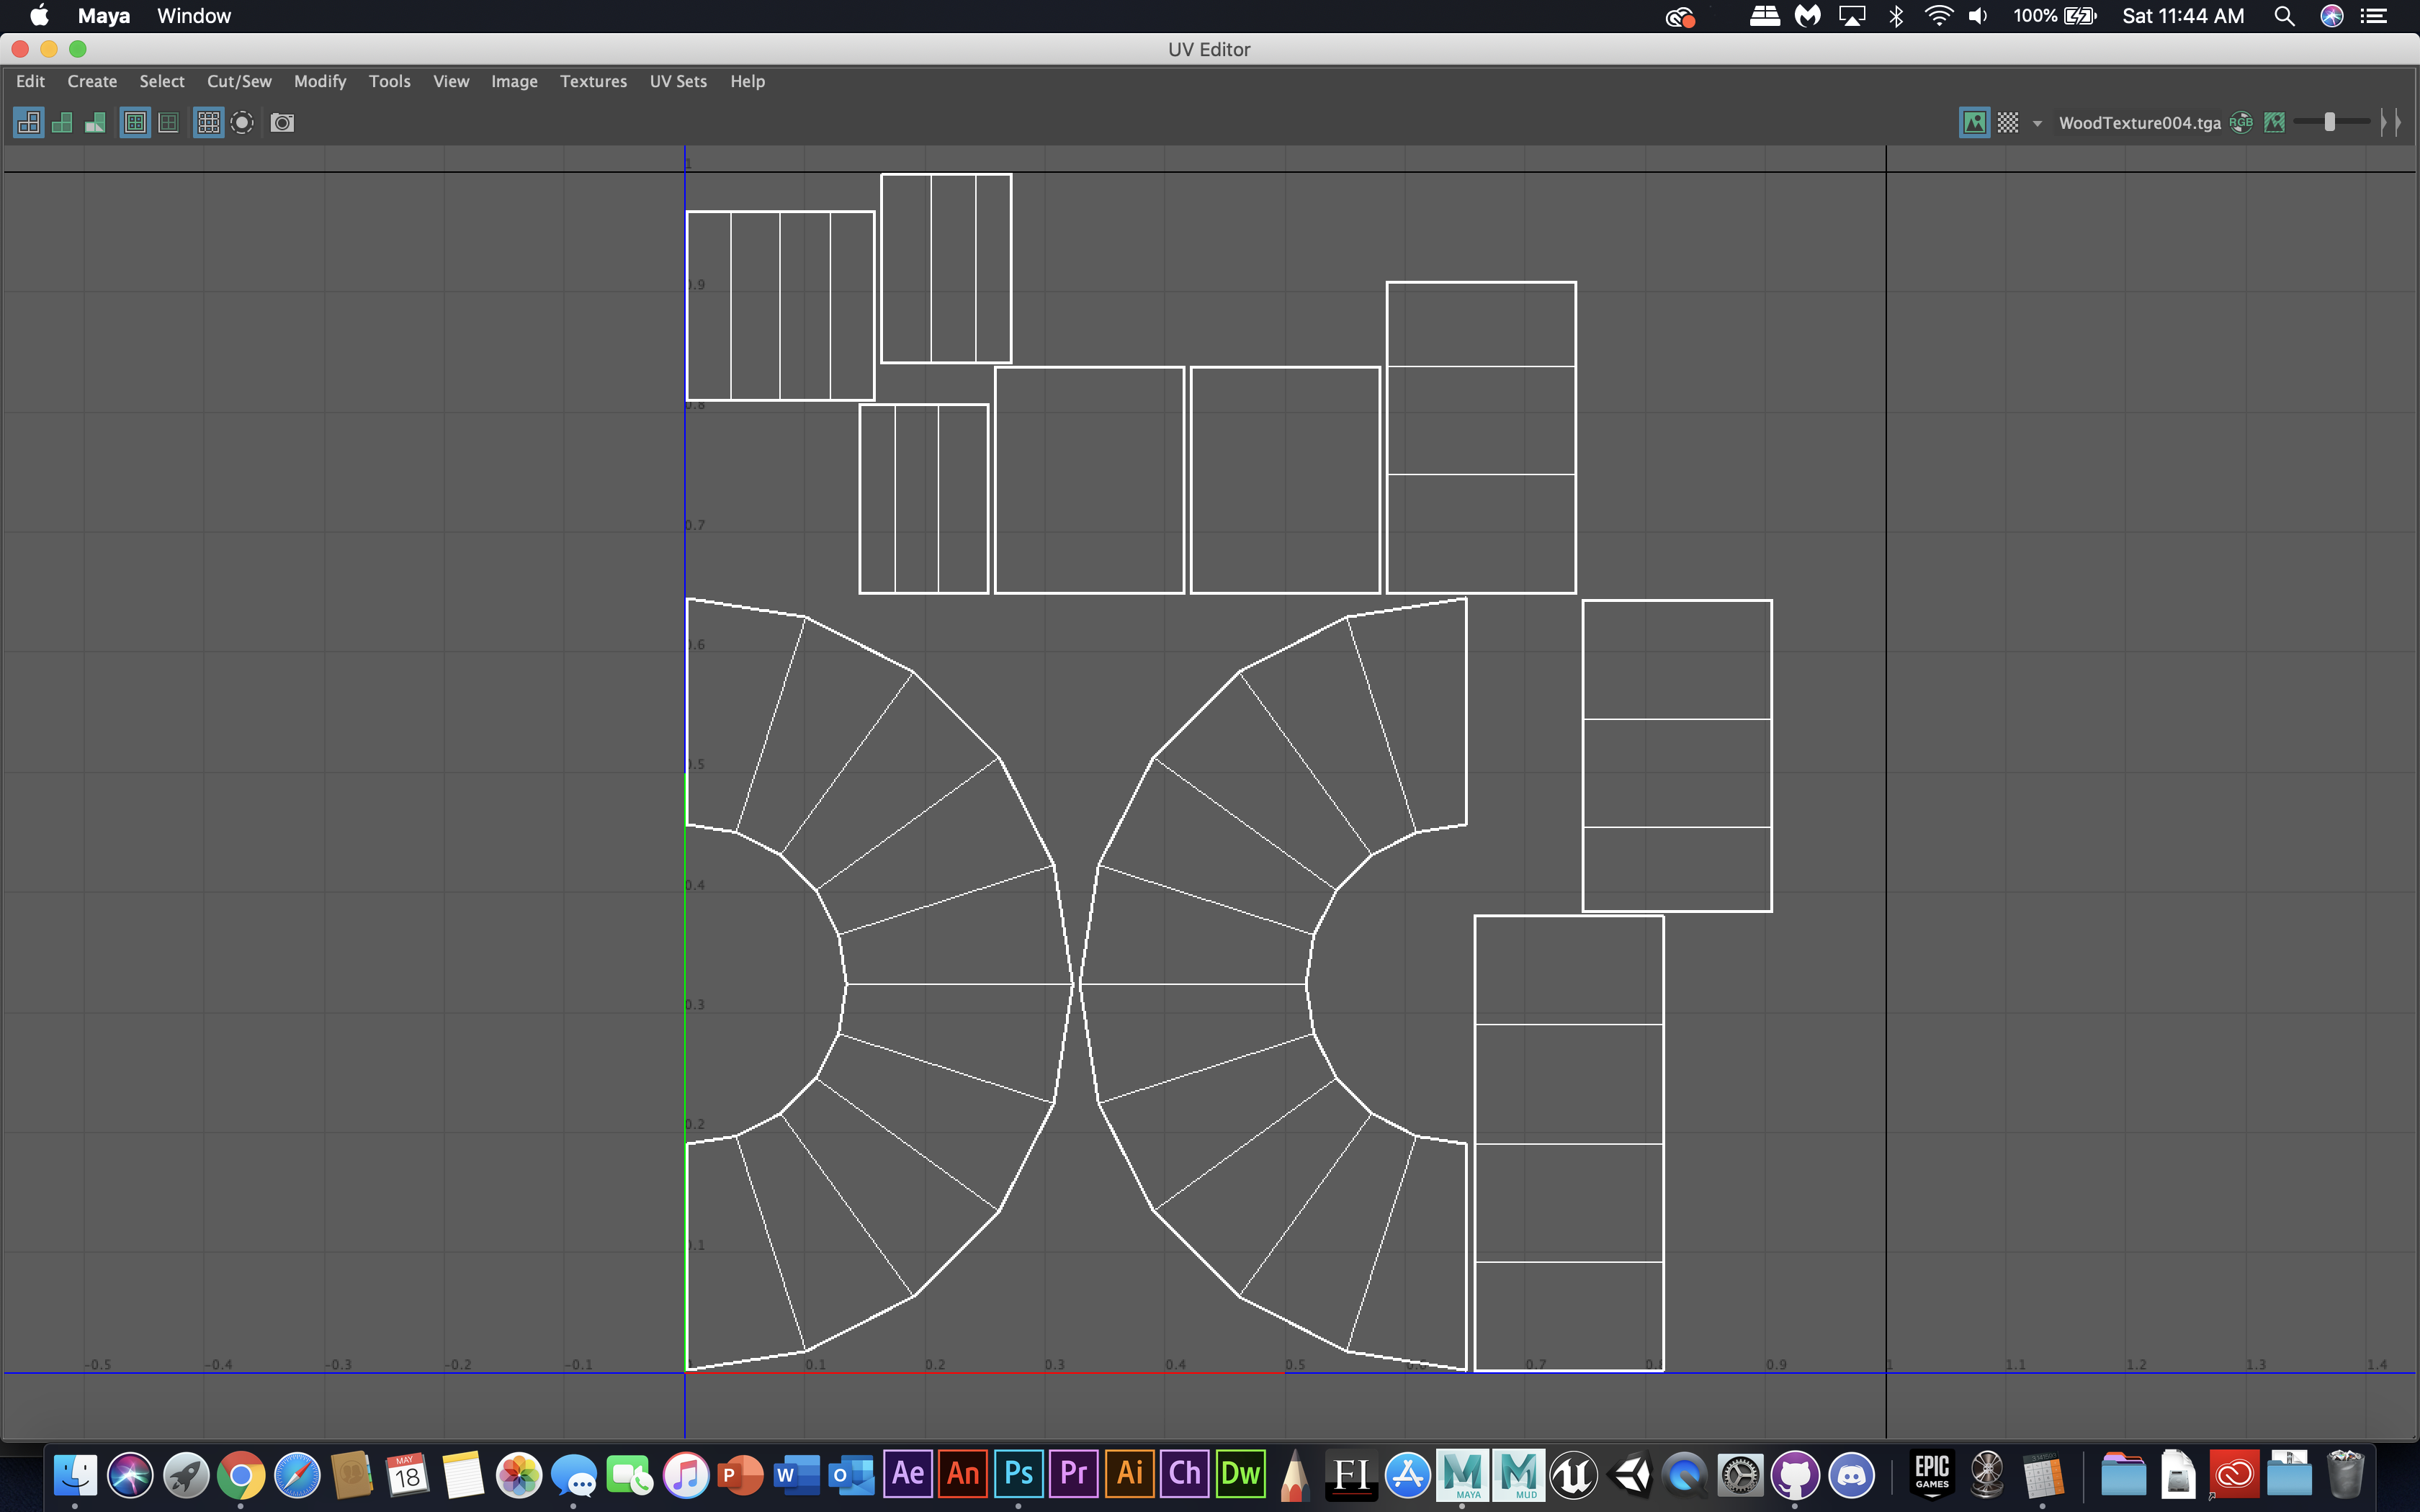 Maya Window 100% Sat 11:44 AM
UV Editor
Edit Create Select Cut/Sew Modify Tools View Image Textures UV Sets Help
WoodTexture004.tga RGB
1
0.9
0.8
0.7
0.6
0.5
0.4
0.3
0.2
0.1
-0.5 -0.4 -0.3 -0.2 -0.1 0.1 0.2 0.3 0.4 0.5 0.7 0.8 0.9 1 1.1 1.2 1.3 1.4
MAY
18
P W O Ae An Ps Pr Ai Ch Dw FI M MAYA M MUD EPIC GAMES